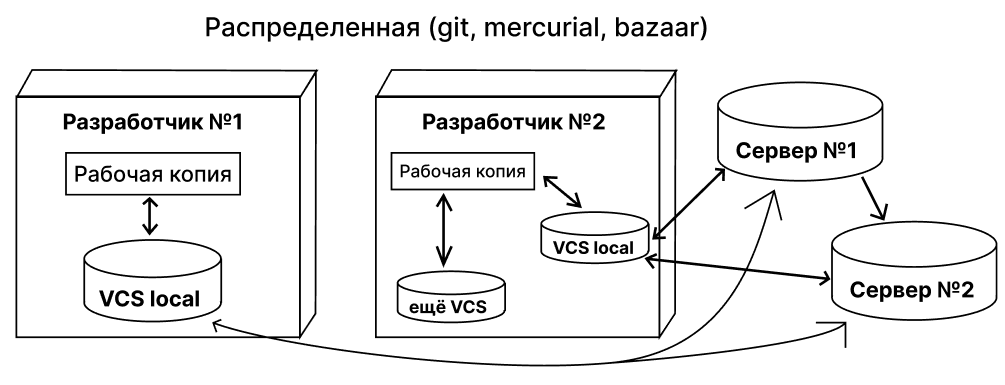 Распределенная (git, mercurial, bazaar)
Разработчик №1
Рабочая копия
VCS local
Разработчик №2
Рабочая копия
VCS local
ещё VCS
Сервер №1
Сервер №2